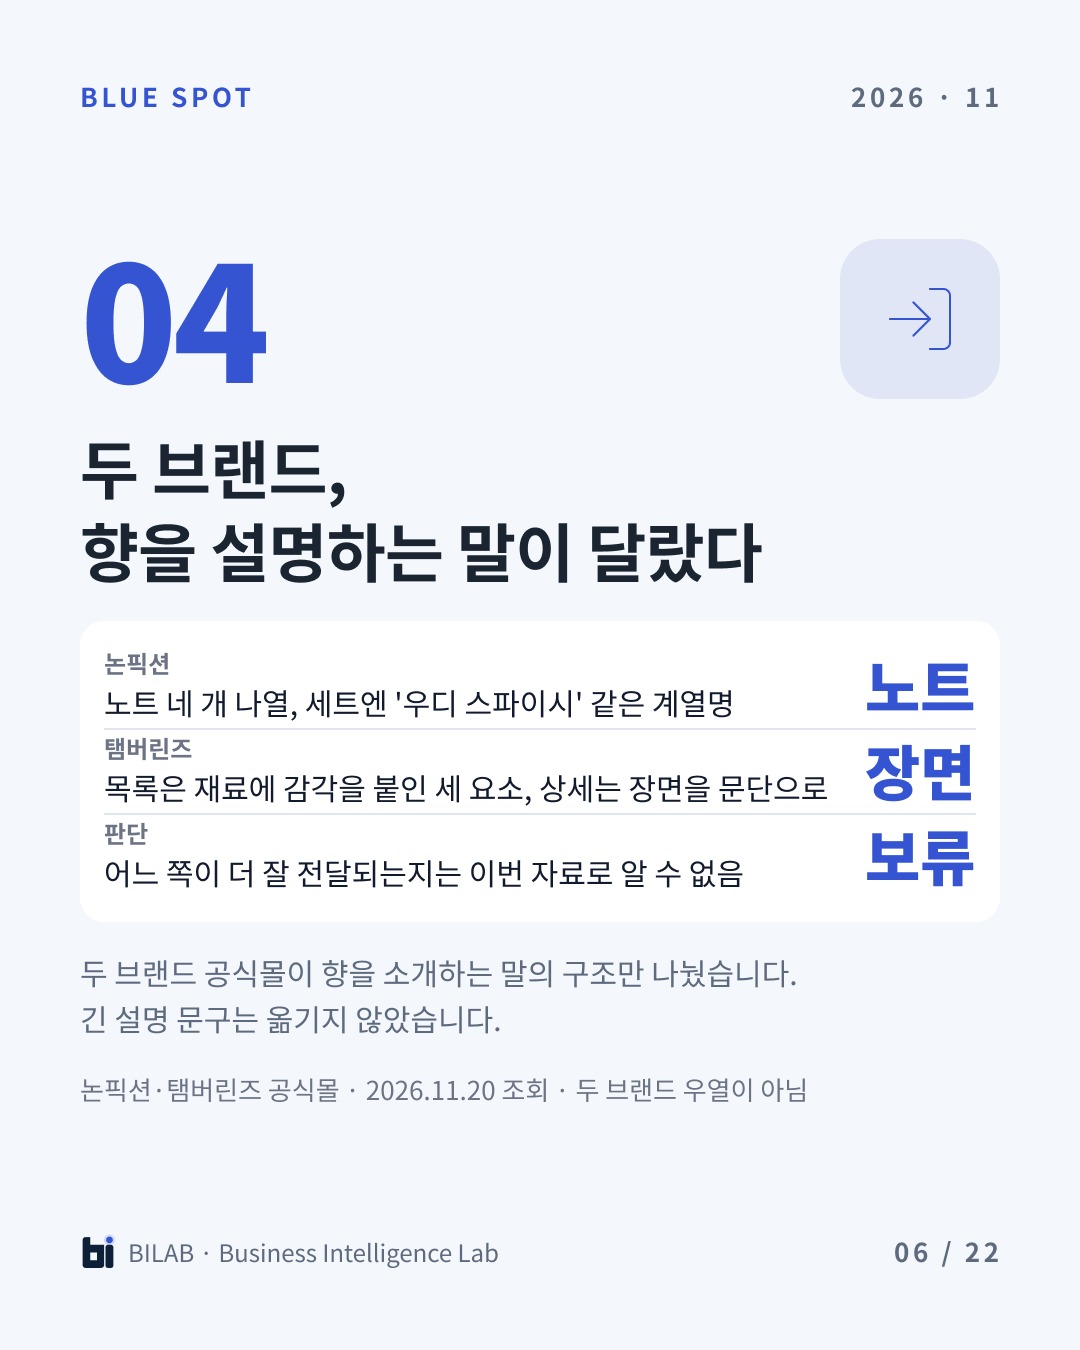 BLUE SPOT
2026 · 11
04
두 브랜드,
향을 설명하는 말이 달랐다
논픽션
노트 네 개 나열, 세트엔 '우디 스파이시' 같은 계열명
노트
탬버린즈
목록은 재료에 감각을 붙인 세 요소, 상세는 장면을 문단으로
장면
판단
어느 쪽이 더 잘 전달되는지는 이번 자료로 알 수 없음
보류
두 브랜드 공식몰이 향을 소개하는 말의 구조만 나눴습니다.
긴 설명 문구는 옮기지 않았습니다.
논픽션·탬버린즈 공식몰 · 2026.11.20 조회 · 두 브랜드 우열이 아님
bi BILAB · Business Intelligence Lab
06 / 22